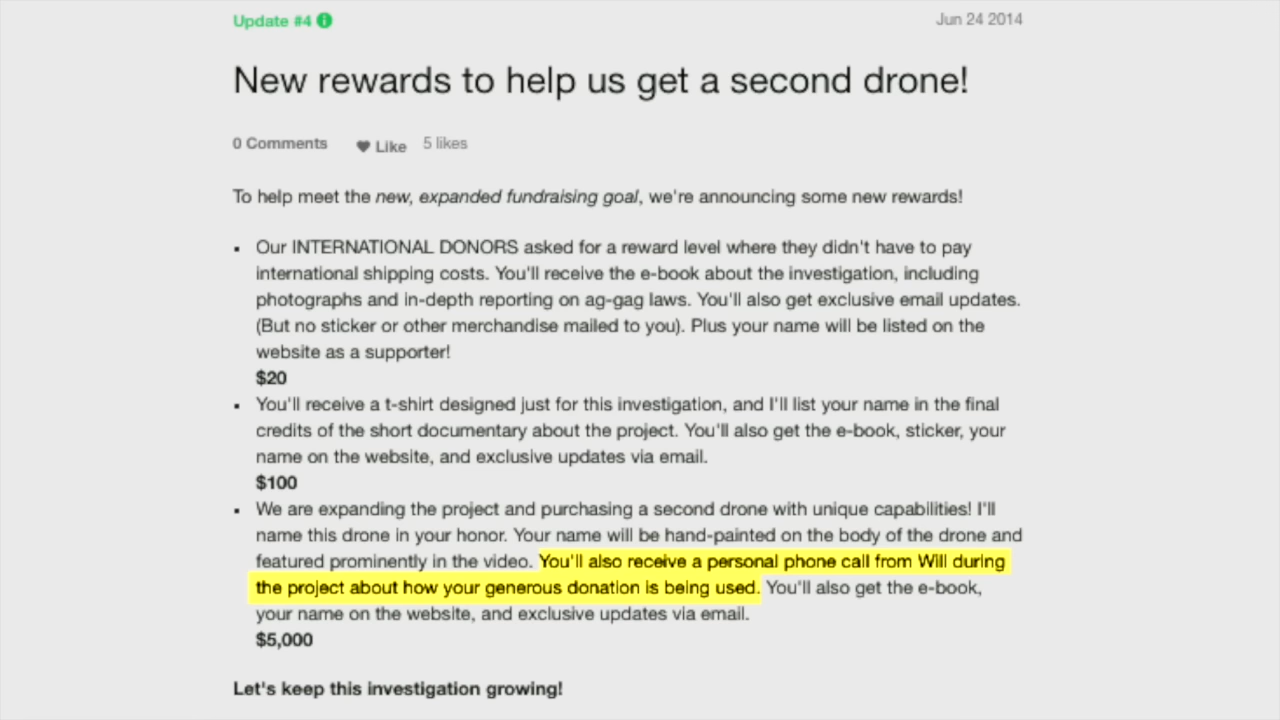 Update #4
Jun 24 2014
New rewards to help us get a second drone!
0 Comments Like 5 likes
To help meet the new, expanded fundraising goal, we're announcing some new rewards!
Our INTERNATIONAL DONORS asked for a reward level where they didn't have to pay
international shipping costs. You'll receive the e-book about the investigation, including
photographs and in-depth reporting on ag-gag laws. You'll also get exclusive email updates.
(But no sticker or other merchandise mailed to you). Plus your name will be listed on the
website as a supporter!
$20
You'll receive a t-shirt designed just for this investigation, and I'll list your name in the final
credits of the short documentary about the project. You'll also get the e-book, sticker, your
name on the website, and exclusive updates via email.
$100
We are expanding the project and purchasing a second drone with unique capabilities! I'll
name this drone in your honor. Your name will be hand-painted on the body of the drone and
featured prominently in the video. You'll also receive a personal phone call from Will during
the project about how your generous donation is being used. You'll also get the e-book,
your name on the website, and exclusive updates via email.
$5,000
Let's keep this investigation growing!